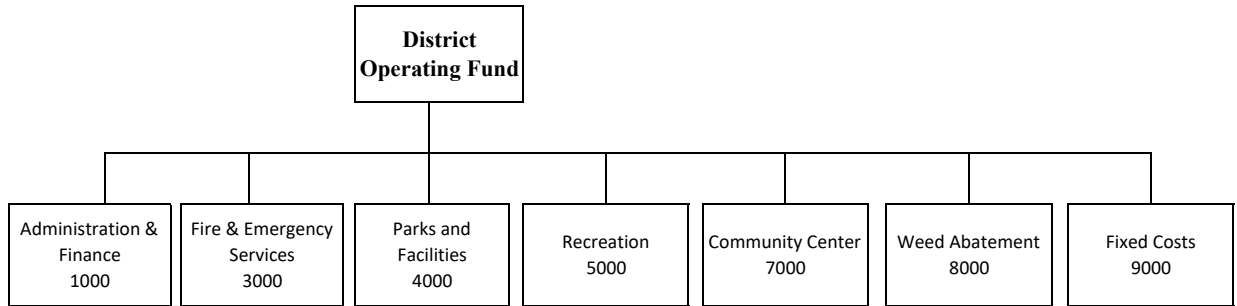 District
Operating Fund
Administration &
Finance
1000
Fire & Emergency
Services
3000
Parks and
Facilities
4000
Recreation
5000
Community Center
7000
Weed Abatement
8000
Fixed Costs
9000